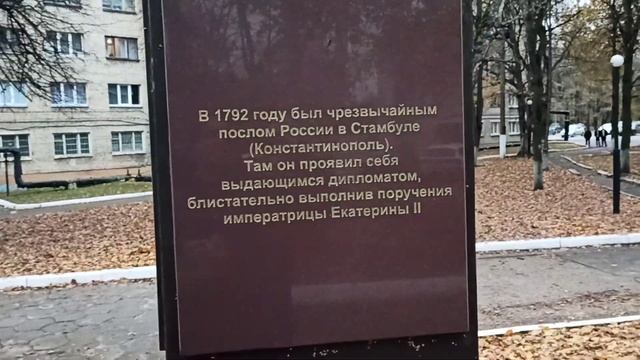 В 1792 году был чрезвычайным
послом России в Стамбуле
(Константинополь).
Там он проявил себя
выдающимся дипломатом,
блистательно выполнив поручения
императрицы Екатерины II